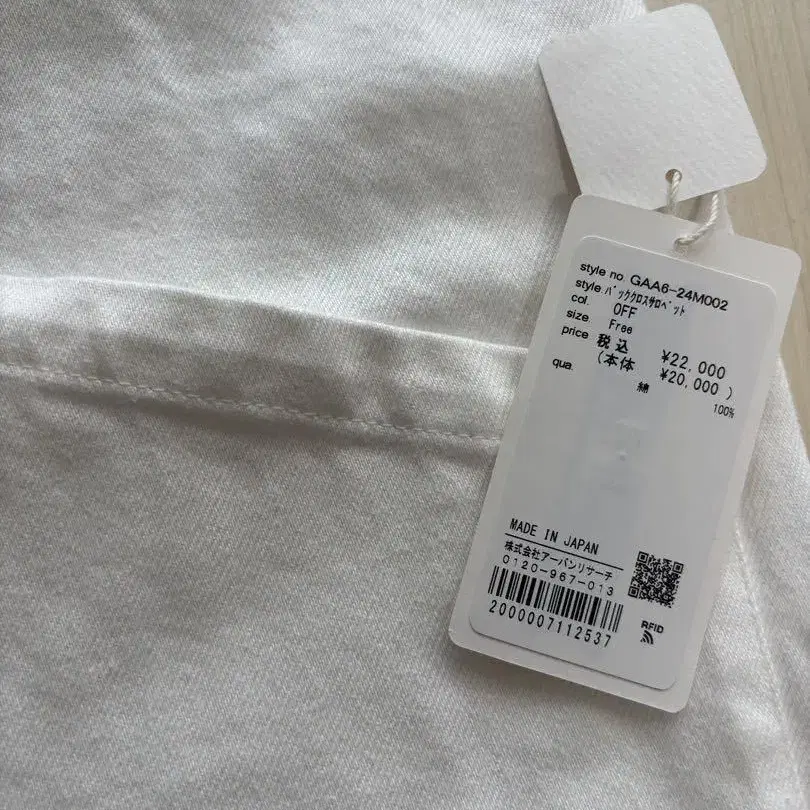 style no. GAA6-24M002
style. ﾊﾞｯｸｸﾛｽｻﾛﾍﾟｯﾄ
col. OFF
size Free
price 税込 ¥22,000
(本体 ¥20,000 )
qua. 綿 100%
MADE IN JAPAN
株式会社アーバンリサーチ
0120-967-013
2000007112537
RFID